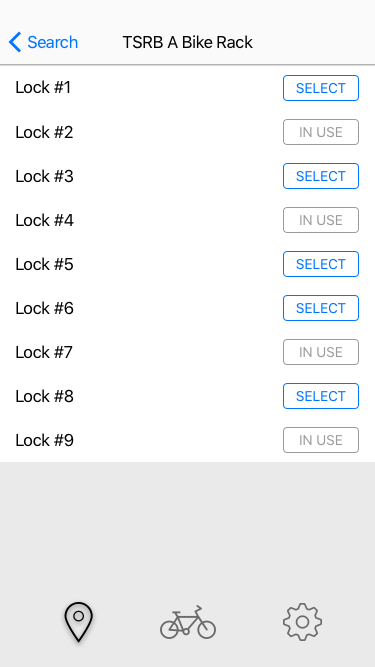 Search TSRB A Bike Rack
Lock #1 SELECT
Lock #2 IN USE
Lock #3 SELECT
Lock #4 IN USE
Lock #5 SELECT
Lock #6 SELECT
Lock #7 IN USE
Lock #8 SELECT
Lock #9 IN USE